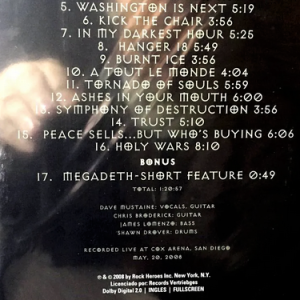 5. WASHINGTON IS NEXT 5:19
6. KICK THE CHAIR 3:56
7. IN MY DARKEST HOUR 5:25
8. HANGER 18 5:49
9. BURNT ICE 3:56
10. A TOUT LE MONDE 4:04
11. TORNADO OF SOULS 5:59
12. ASHES IN YOUR MOUTH 6:00
13. SYMPHONY OF DESTRUCTION 3:56
14. TRUST 5:10
15. PEACE SELLS...BUT WHO'S BUYING 6:06
16. HOLY WARS 8:10
BONUS
17. MEGADETH-SHORT FEATURE 0:49
TOTAL: 1:20:57
DAVE MUSTAINE: VOCALS, GUITAR
CHRIS BRODERICK: GUITAR
JAMES LOMENZO: BASS
SHAWN DROVER: DRUMS
RECORDED LIVE AT COX ARENA, SAN DIEGO
MAY, 20, 2008
℗ & © 2008 by Rock Heroes Inc. New York, N.Y.
Licenciado por: Records Vertriebges
Dolby Digital 2.0 | INGLES | FULLSCREEN